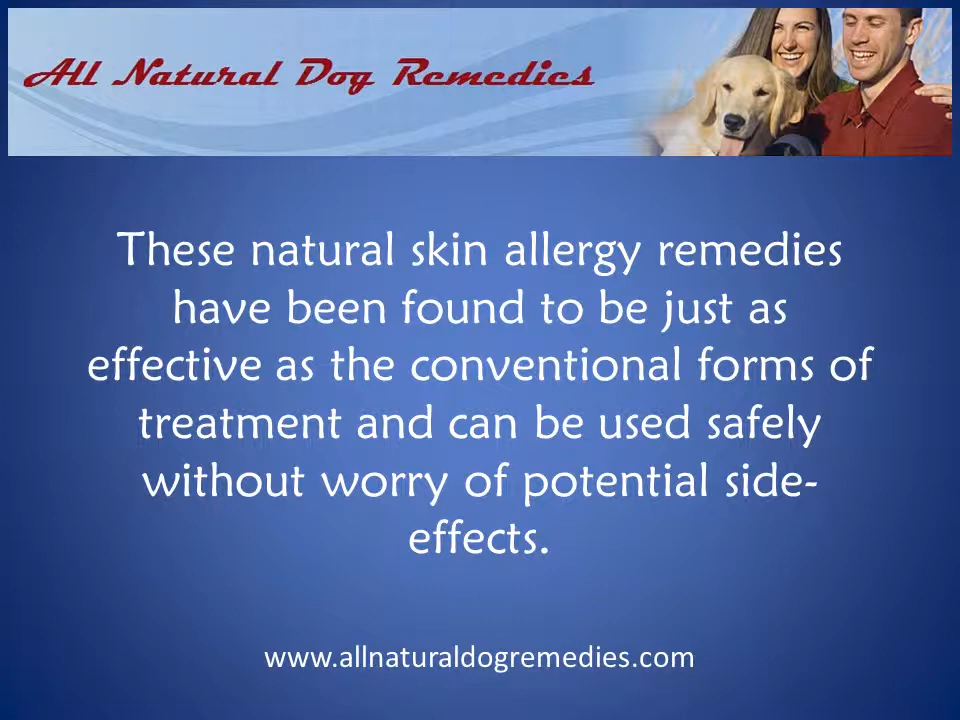 All Natural Dog Remedies
These natural skin allergy remedies
have been found to be just as
effective as the conventional forms of
treatment and can be used safely
without worry of potential side-
effects.
www.allnaturaldogremedies.com